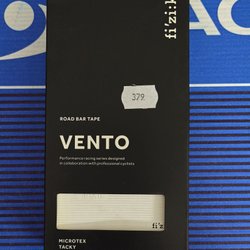 fi'zi:k
AC
379
ROAD BAR TAPE
VENTO
Performance racing series designed
in collaboration with professional cyclists
fi'zi
MICROTEX
TACKY